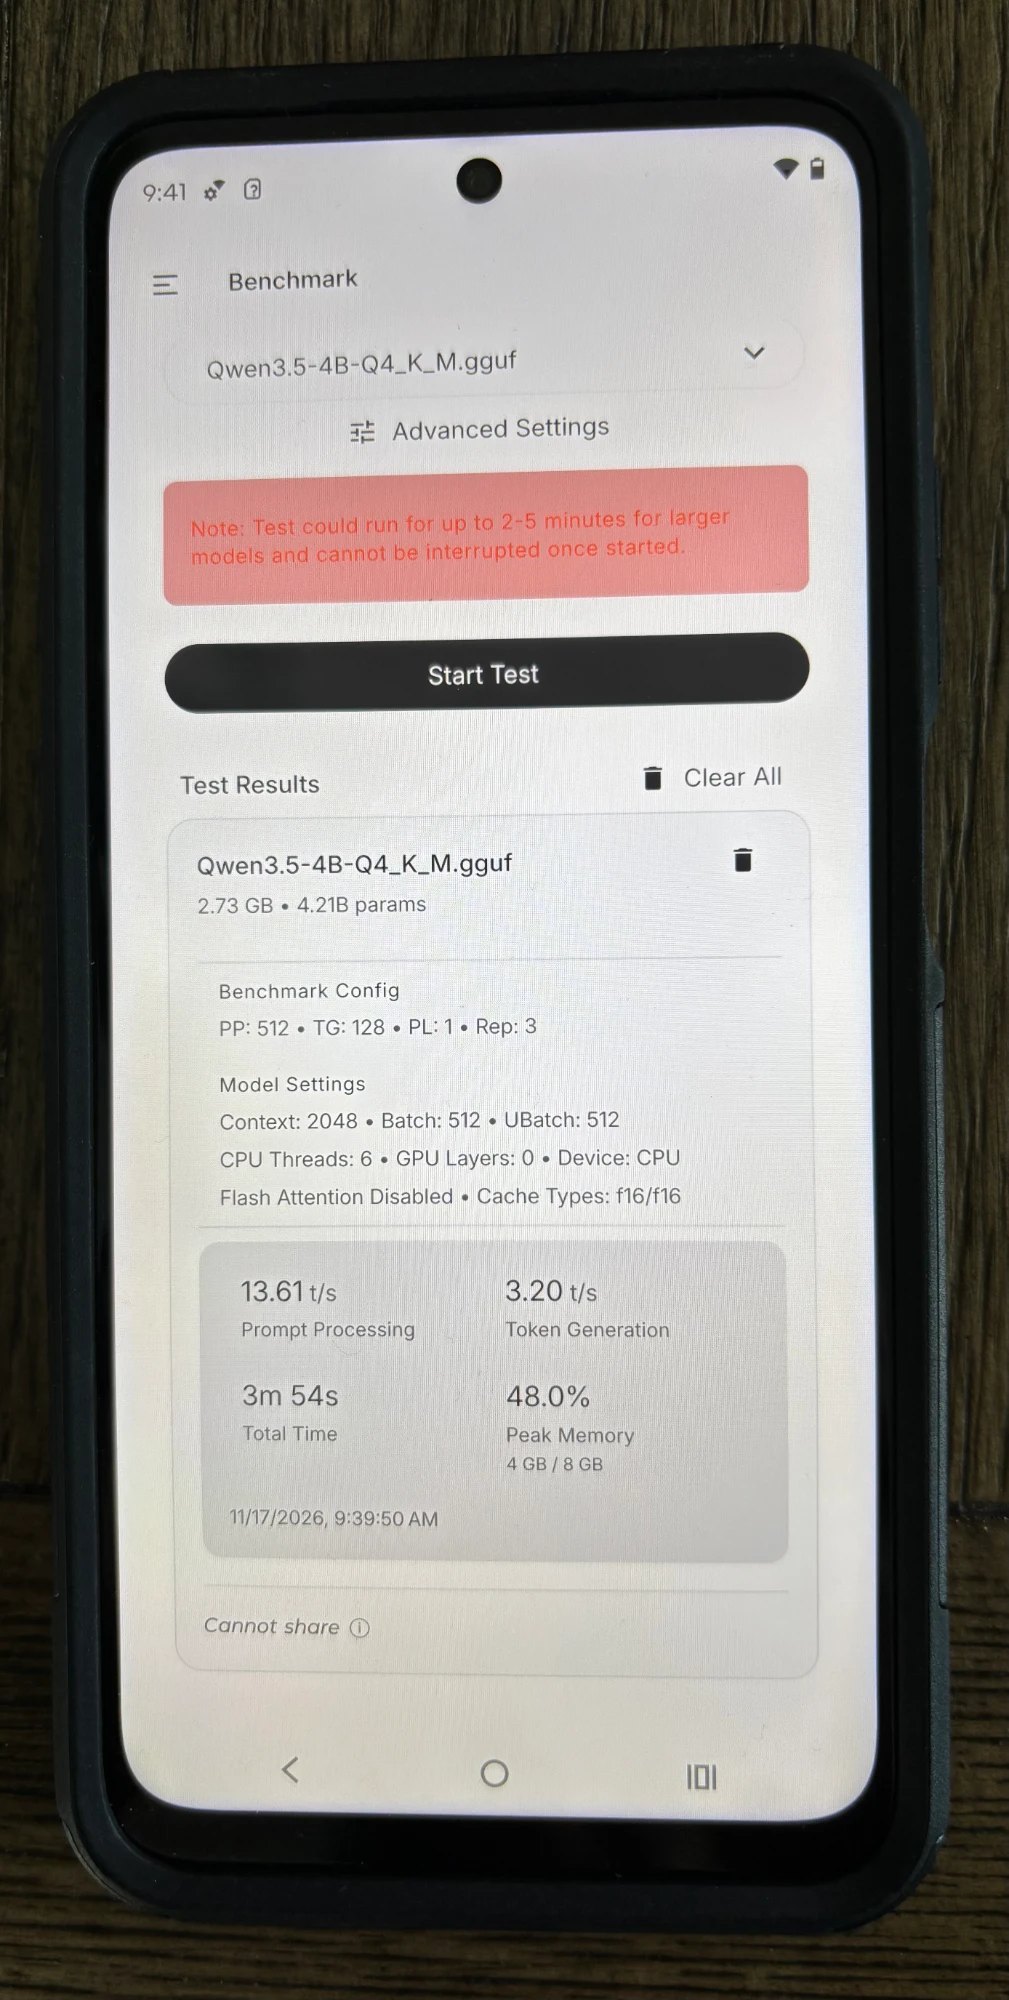 9:41
Benchmark
Qwen3.5-4B-Q4_K_M.gguf
Advanced Settings
Note: Test could run for up to 2-5 minutes for larger
models and cannot be interrupted once started.
Start Test
Test Results
Clear All
Qwen3.5-4B-Q4_K_M.gguf
2.73 GB • 4.21B params
Benchmark Config
PP: 512 • TG: 128 • PL: 1 • Rep: 3
Model Settings
Context: 2048 • Batch: 512 • UBatch: 512
CPU Threads: 6 • GPU Layers: 0 • Device: CPU
Flash Attention Disabled • Cache Types: f16/f16
13.61 t/s
Prompt Processing
3.20 t/s
Token Generation
3m 54s
Total Time
48.0%
Peak Memory
4 GB / 8 GB
11/17/2026, 9:39:50 AM
Cannot share